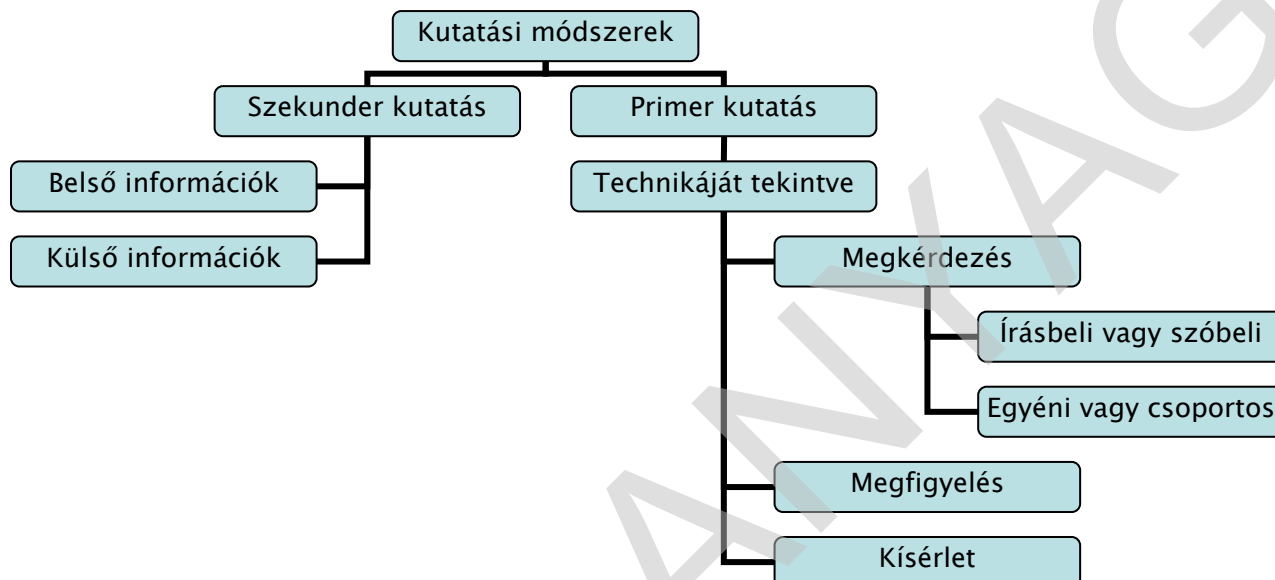 Kutatási módszerek
Szekunder kutatás
Primer kutatás
Belső információk
Technikáját tekintve
Külső információk
Megkérdezés
Írásbeli vagy szóbeli
Egyéni vagy csoportos
Megfigyelés
Kísérlet
ANYAG